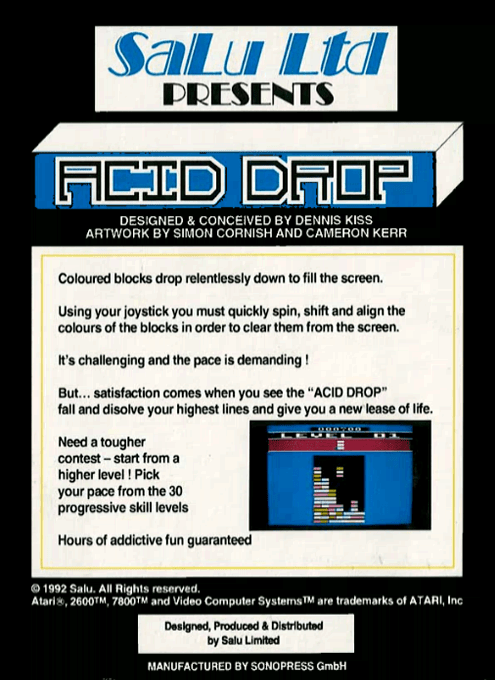 SaLu Ltd
PRESENTS
ACID DROP
DESIGNED & CONCEIVED BY DENNIS KISS
ARTWORK BY SIMON CORNISH AND CAMERON KERR
Coloured blocks drop relentlessly down to fill the screen.
Using your joystick you must quickly spin, shift and align the
colours of the blocks in order to clear them from the screen.
It's challenging and the pace is demanding !
But... satisfaction comes when you see the “ACID DROP”
fall and disolve your highest lines and give you a new lease of life.
Need a tougher
contest – start from a
higher level ! Pick
your pace from the 30
progressive skill levels
LEVEL 01
Hours of addictive fun guaranteed
© 1992 Salu. All Rights reserved.
Atari®, 2600™, 7800™ and Video Computer Systems™ are trademarks of ATARI, Inc
Designed, Produced & Distributed
by Salu Limited
MANUFACTURED BY SONOPRESS GmbH